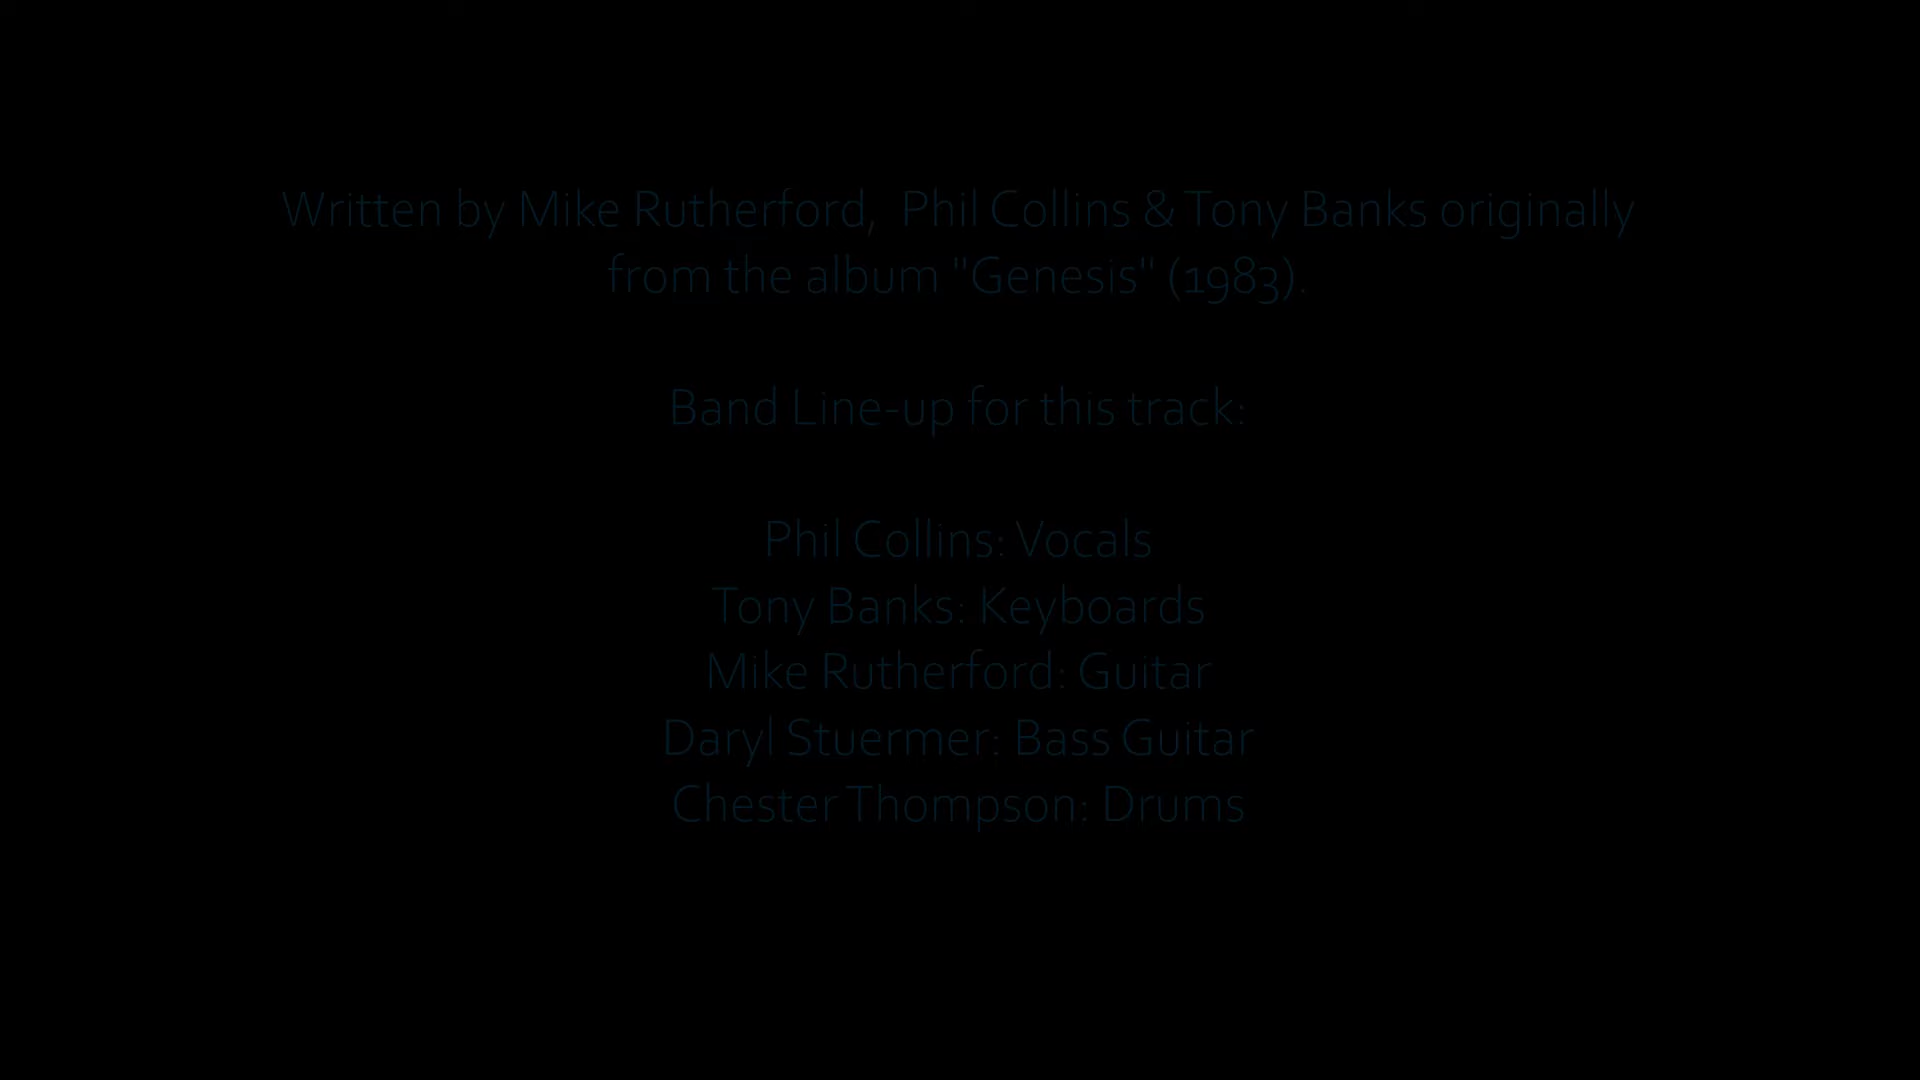 Written by Mike Rutherford,  Phil Collins & Tony Banks originally
from the album "Genesis" (1983).
Band Line-up for this track:
Phil Collins: Vocals
Tony Banks: Keyboards
Mike Rutherford: Guitar
Daryl Stuermer: Bass Guitar
Chester Thompson: Drums